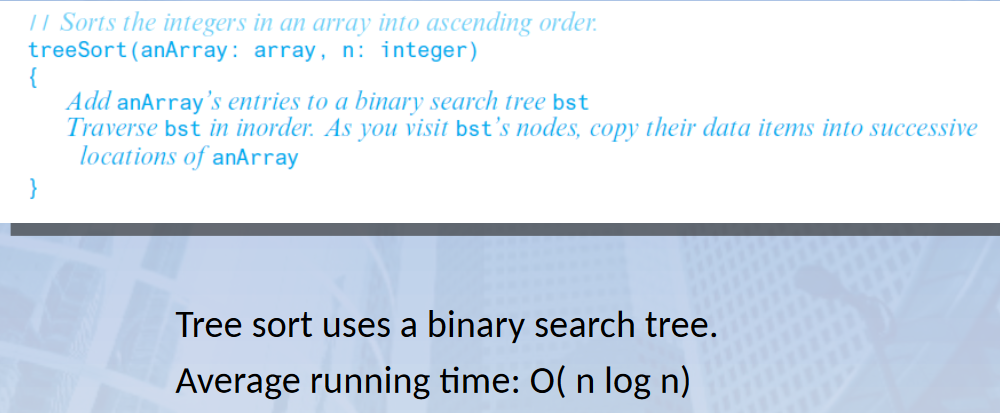 // Sorts the integers in an array into ascending order.
treeSort(anArray: array, n: integer)
{
Add anArray's entries to a binary search tree bst
Traverse bst in inorder. As you visit bst's nodes, copy their data items into successive
locations of anArray
}
Tree sort uses a binary search tree.
Average running time: O( n log n)